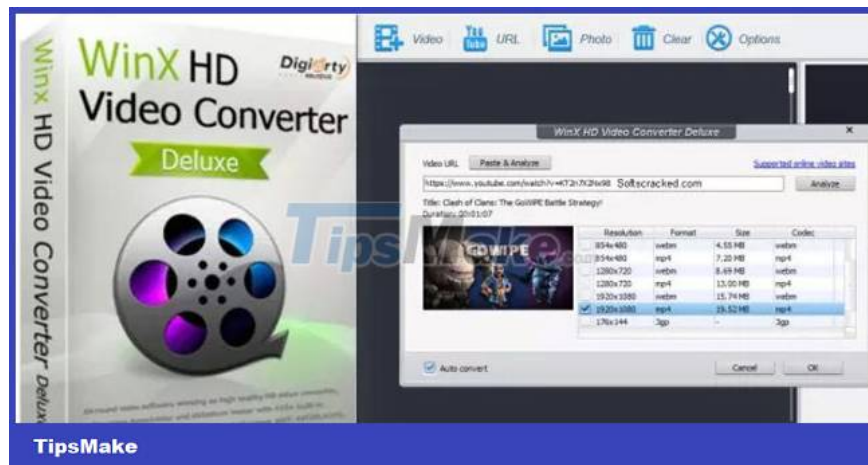 WinX HD
Video Converter
Deluxe
Digiarty
WinX HD Video Converter Deluxe
Video
YouTube
URL
Photo
Clear
Options
WinX HD Video Converter Deluxe
Video URL
Paste & Analyze
Supported online video sites
Softscracked.com
Analyze
Title: Clash of Clans: The GoWiPE Battle Strategy!
Duration: 00:01:07
GOWIPE
Resolution Format Size Codec
854x480 webm 4.55 MB webm
854x480 mp4 7.20 MB mp4
1280x720 webm 8.69 MB webm
1280x720 mp4 13.00 MB mp4
1920x1080 webm 15.74 MB webm
1920x1080 mp4 19.52 MB mp4
176x144 3gp - 3gp
Auto convert
Cancel
OK
TipsMake.com
TipsMake